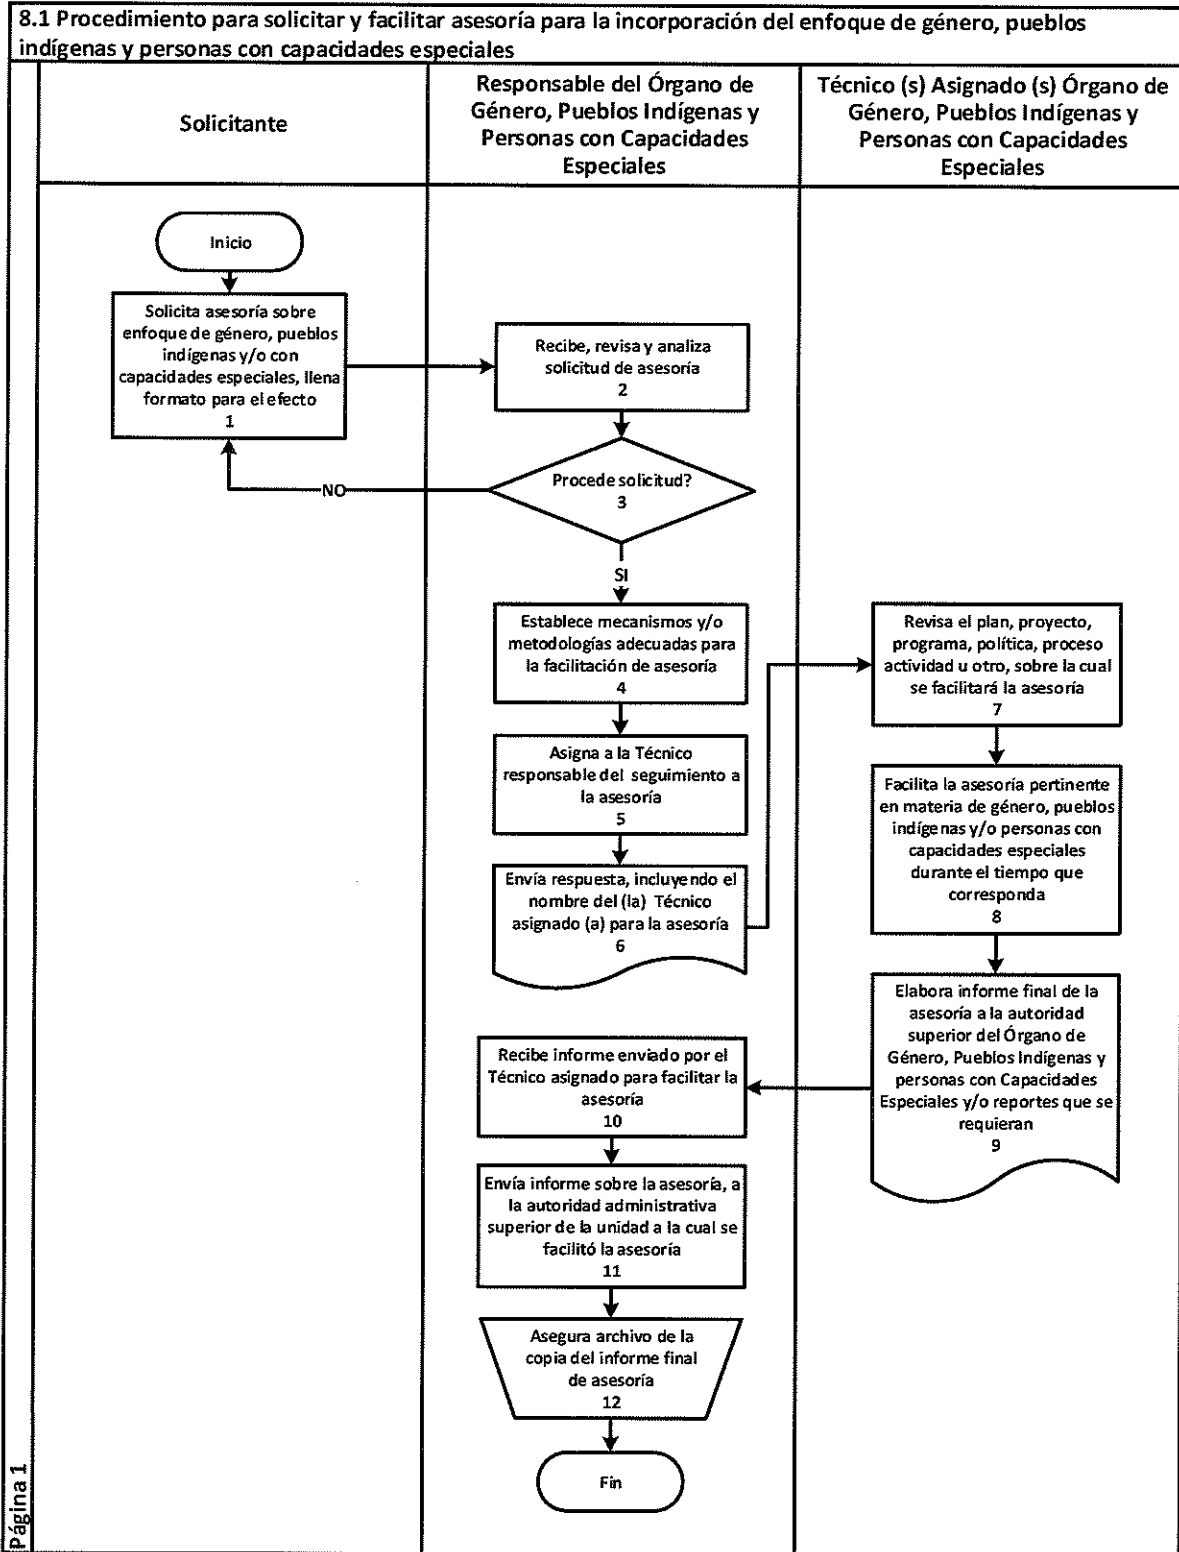 8.1 Procedimiento para solicitar y facilitar asesoría para la incorporación del enfoque de género, pueblos
indígenas y personas con capacidades especiales
Solicitante
Responsable del Órgano de
Género, Pueblos Indígenas y
Personas con Capacidades
Especiales
Técnico (s) Asignado (s) Órgano de
Género, Pueblos Indígenas y
Personas con Capacidades
Especiales
Inicio
Solicita asesoría sobre
enfoque de género, pueblos
indígenas y/o con
capacidades especiales, llena
formato para el efecto
1
Recibe, revisa y analiza
solicitud de asesoría
2
Procede solicitud?
3
NO
SI
Establece mecanismos y/o
metodologías adecuadas para
la facilitación de asesoría
4
Asigna a la Técnico
responsable del seguimiento a
la asesoría
5
Envía respuesta, incluyendo el
nombre del (la) Técnico
asignado (a) para la asesoría
6
Revisa el plan, proyecto,
programa, política, proceso
actividad u otro, sobre la cual
se facilitará la asesoría
7
Facilita la asesoría pertinente
en materia de género, pueblos
indígenas y/o personas con
capacidades especiales
durante el tiempo que
corresponda
8
Elabora informe final de la
asesoría a la autoridad
superior del Órgano de
Género, Pueblos Indígenas y
personas con Capacidades
Especiales y/o reportes que se
requieran
9
Recibe informe enviado por el
Técnico asignado para facilitar la
asesoría
10
Envía informe sobre la asesoría, a
la autoridad administrativa
superior de la unidad a la cual se
facilitó la asesoría
11
Asegura archivo de la
copia del informe final
de asesoría
12
Fin
Página 1